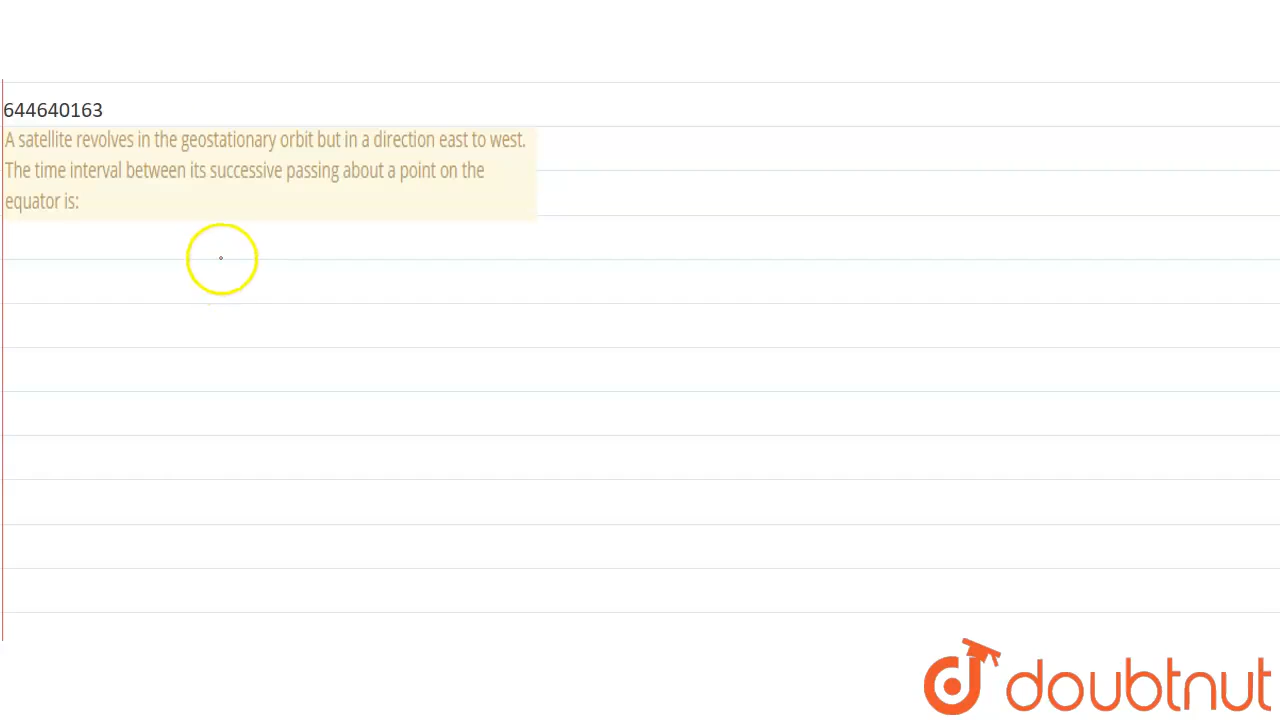 644640163
A satellite revolves in the geostationary orbit but in a direction east to west.
The time interval between its successive passing about a point on the
equator is:
doubtnut